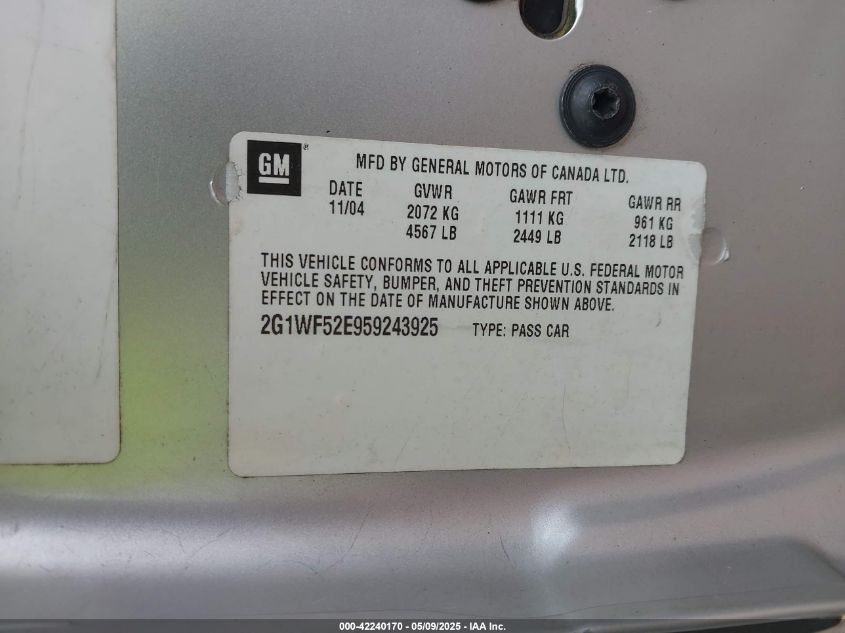 GM®
MFD BY GENERAL MOTORS OF CANADA LTD.
DATE GVWR GAWR FRT GAWR RR
11/04 2072 KG 1111 KG 961 KG
4567 LB 2449 LB 2118 LB
THIS VEHICLE CONFORMS TO ALL APPLICABLE U.S. FEDERAL MOTOR
VEHICLE SAFETY, BUMPER, AND THEFT PREVENTION STANDARDS IN
EFFECT ON THE DATE OF MANUFACTURE SHOWN ABOVE.
2G1WF52E959243925 TYPE: PASS CAR
000-42240170 - 05/09/2025 - IAA Inc.